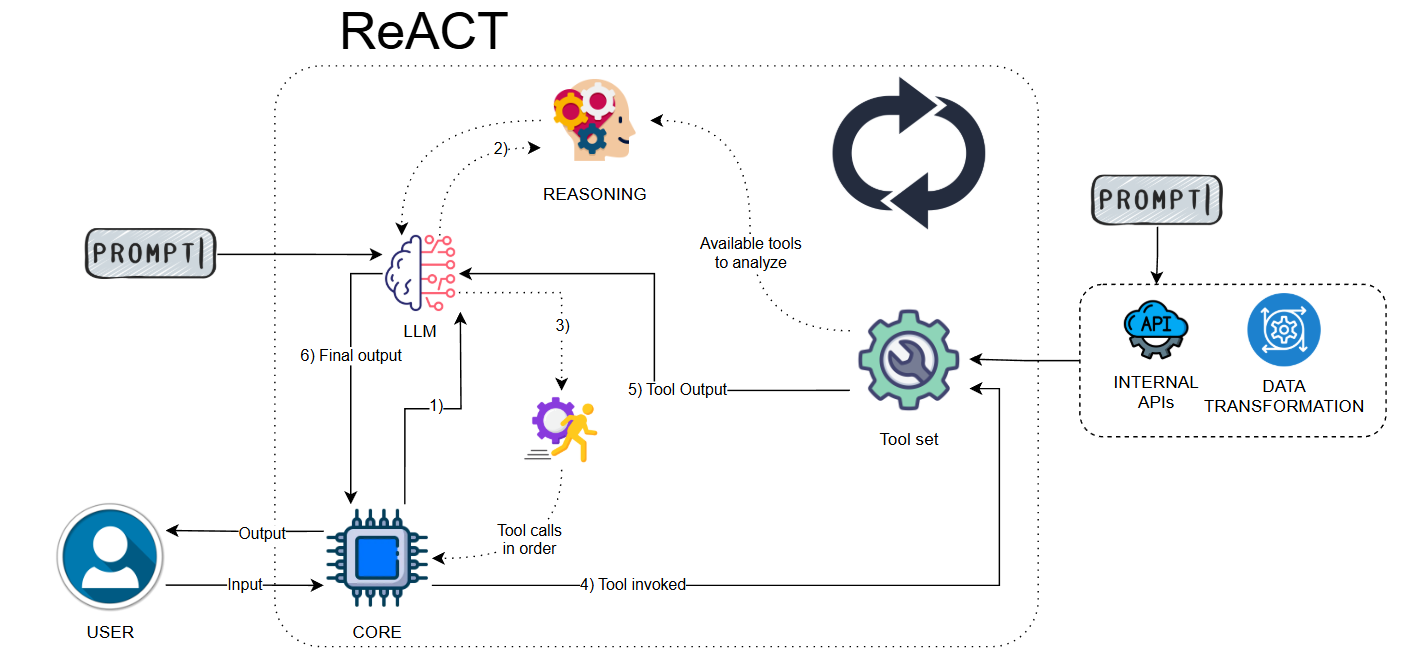 ReACT
2)
REASONING
PROMPT
PROMPT
Available tools
to analyze
LLM
3)
6) Final output
API
INTERNAL
APIs
DATA
TRANSFORMATION
5) Tool Output
1)
Tool set
Output
Tool calls
in order
Input
4) Tool invoked
USER
CORE